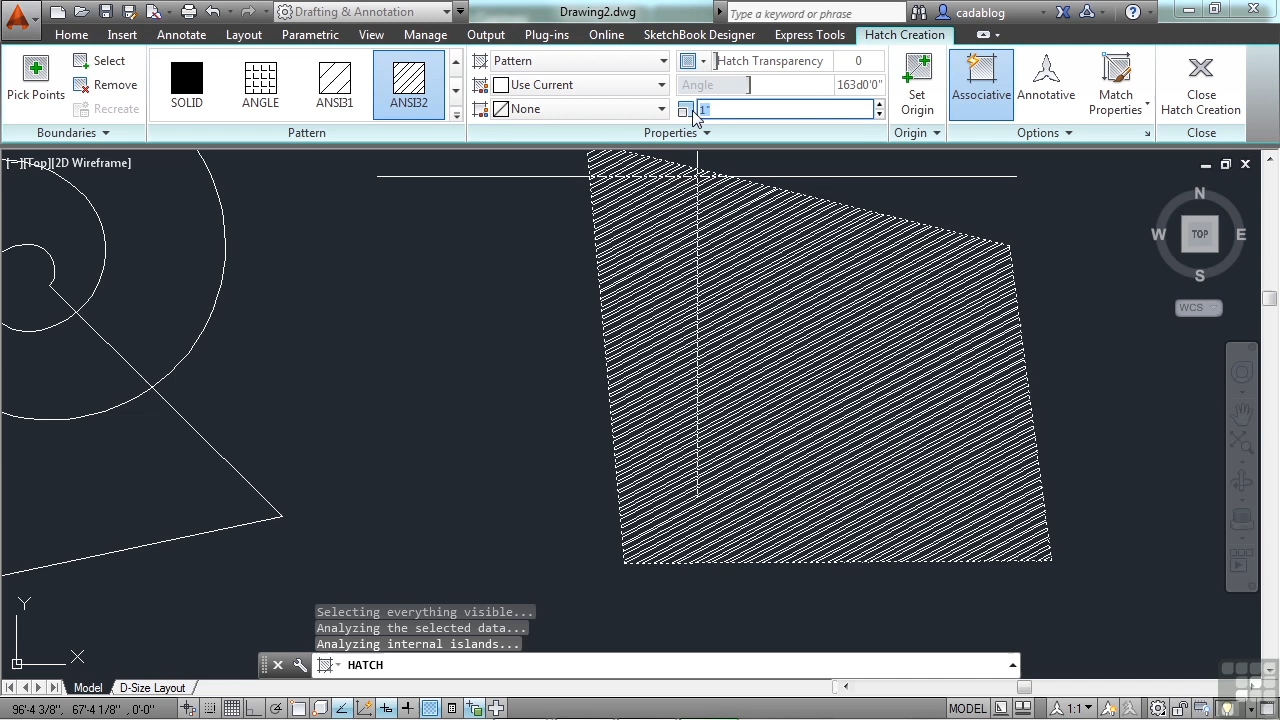 Drafting & Annotation
Drawing2.dwg
Type a keyword or phrase
cadablog
Home
Insert
Annotate
Layout
Parametric
View
Manage
Output
Plug-ins
Online
SketchBook Designer
Express Tools
Hatch Creation
Pick Points
Select
Remove
Recreate
SOLID
ANGLE
ANSI31
ANSI32
Pattern
Use Current
None
Hatch Transparency
0
Angle
163d0'0"
1"
Set
Origin
Associative
Annotative
Match
Properties
Close
Hatch Creation
Boundaries
Pattern
Properties
Origin
Options
Close
[−][Top][2D Wireframe]
N
W
TOP
E
S
WCS
Y
X
Selecting everything visible...
Analyzing the selected data...
Analyzing internal islands...
HATCH
Model
D-Size Layout
96'-4 3/8", 67'-4 1/8", 0'-0"
MODEL
1:1